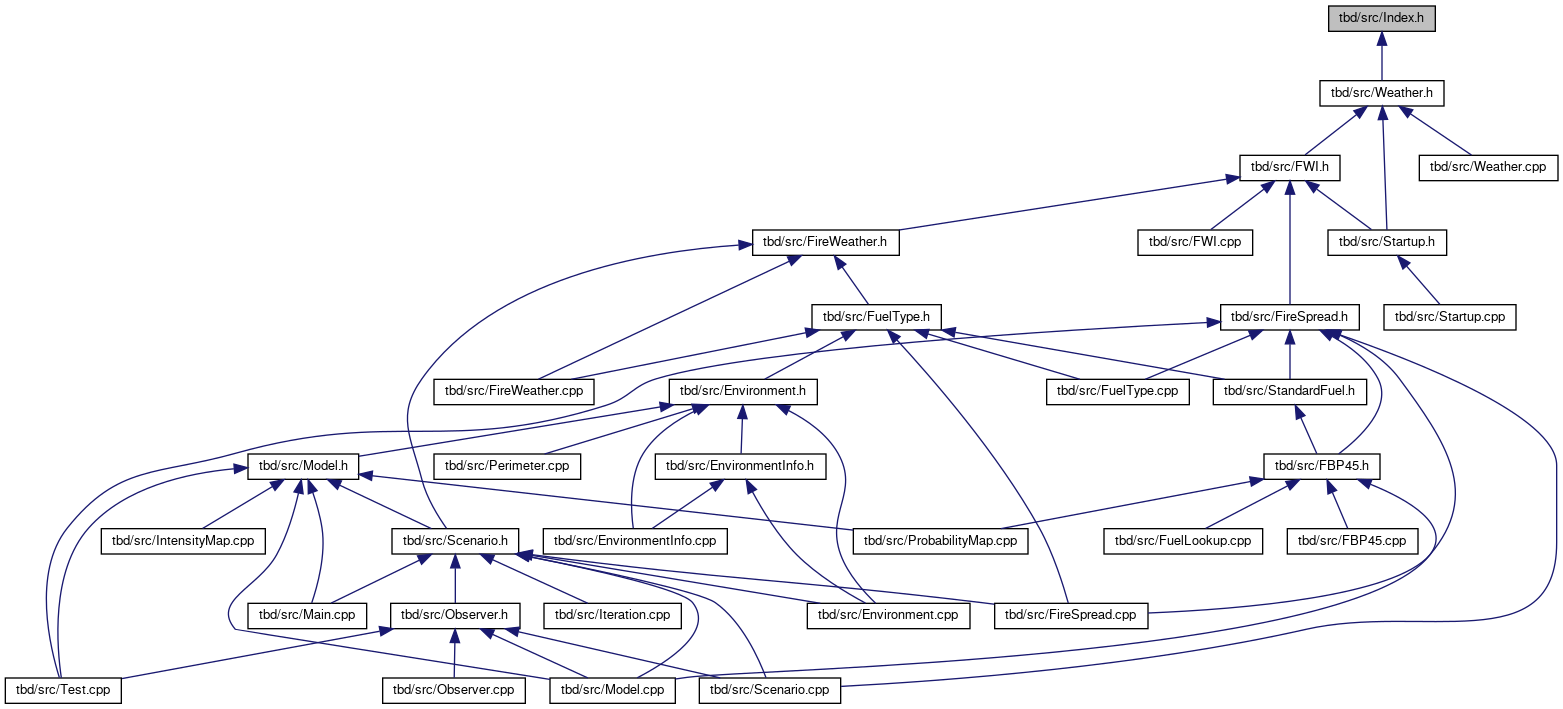 tbd/src/Index.h
tbd/src/Weather.h
tbd/src/FWI.h
tbd/src/Weather.cpp
tbd/src/FireWeather.h
tbd/src/FWI.cpp
tbd/src/Startup.h
tbd/src/FuelType.h
tbd/src/FireSpread.h
tbd/src/Startup.cpp
tbd/src/FireWeather.cpp
tbd/src/Environment.h
tbd/src/FuelType.cpp
tbd/src/StandardFuel.h
tbd/src/Model.h
tbd/src/Perimeter.cpp
tbd/src/EnvironmentInfo.h
tbd/src/FBP45.h
tbd/src/IntensityMap.cpp
tbd/src/Scenario.h
tbd/src/EnvironmentInfo.cpp
tbd/src/ProbabilityMap.cpp
tbd/src/FuelLookup.cpp
tbd/src/FBP45.cpp
tbd/src/Main.cpp
tbd/src/Observer.h
tbd/src/Iteration.cpp
tbd/src/Environment.cpp
tbd/src/FireSpread.cpp
tbd/src/Test.cpp
tbd/src/Observer.cpp
tbd/src/Model.cpp
tbd/src/Scenario.cpp